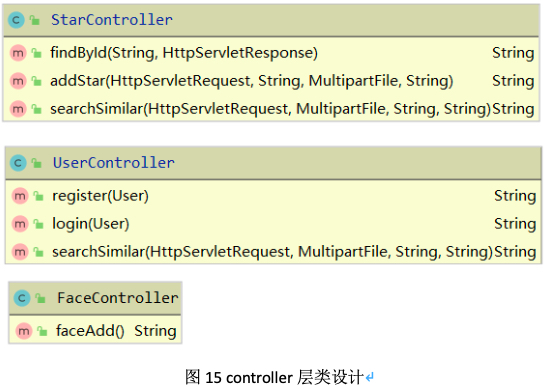 StarController
findById(String, HttpServletResponse) String
addStar(HttpServletRequest, String, MultipartFile, String) String
searchSimilar(HttpServletRequest, MultipartFile, String, String) String
UserController
register(User) String
login(User) String
searchSimilar(HttpServletRequest, MultipartFile, String, String) String
FaceController
faceAdd() String
图 15 controller 层类设计